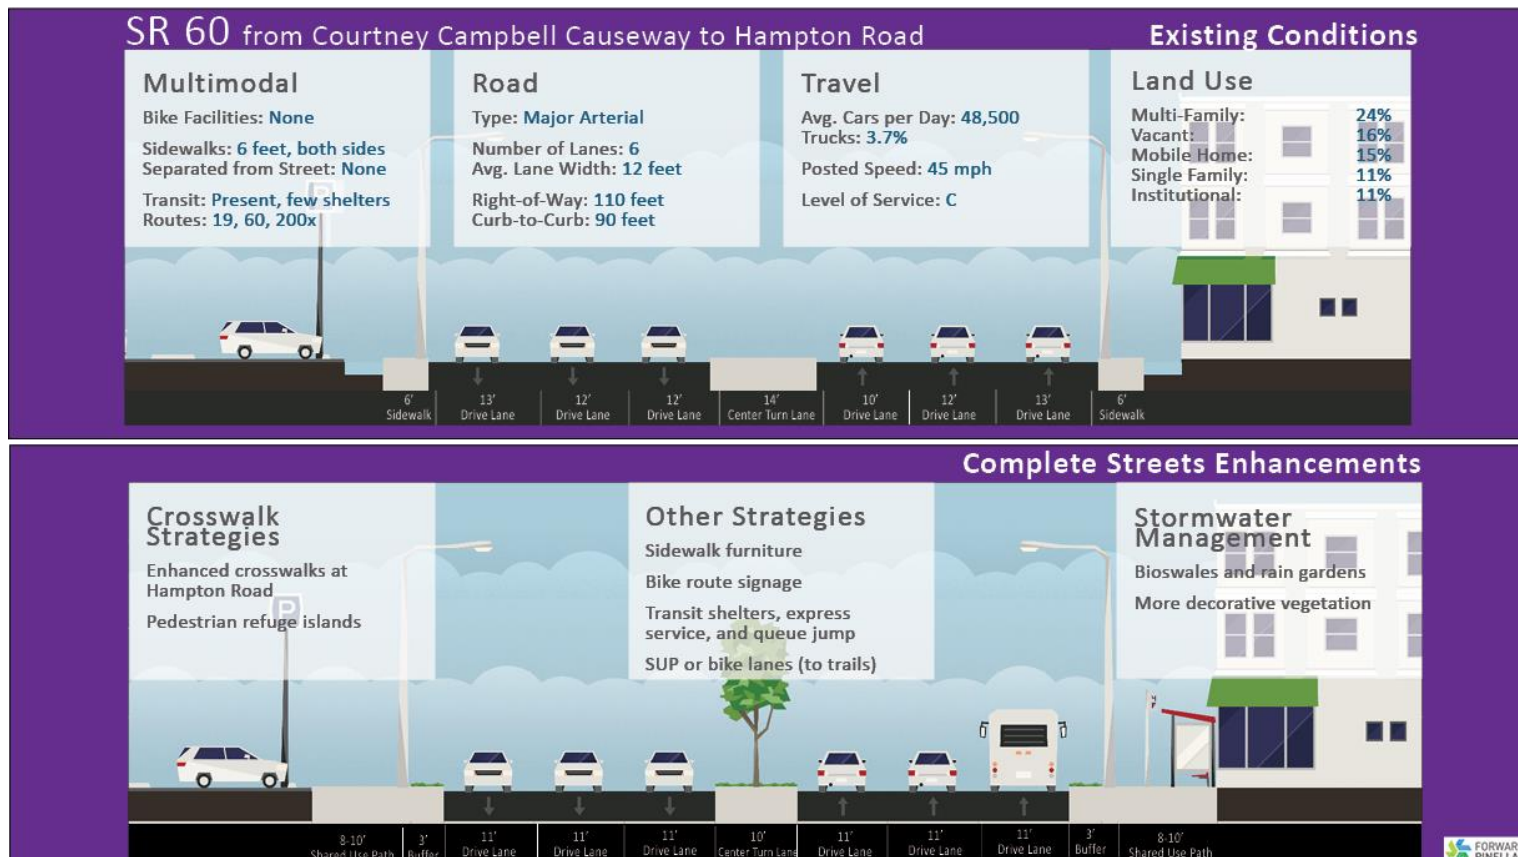 SR 60 from Courtney Campbell Causeway to Hampton Road
Existing Conditions
Multimodal
Bike Facilities: None
Sidewalks: 6 feet, both sides
Separated from Street: None
Transit: Present, few shelters
Routes: 19, 60, 200x
Road
Type: Major Arterial
Number of Lanes: 6
Avg. Lane Width: 12 feet
Right-of-Way: 110 feet
Curb-to-Curb: 90 feet
Travel
Avg. Cars per Day: 48,500
Trucks: 3.7%
Posted Speed: 45 mph
Level of Service: C
Land Use
Multi-Family: 24%
Vacant: 16%
Mobile Home: 15%
Single Family: 11%
Institutional: 11%
P
6' 13' 12' 12' 14' 10' 12' 13' 6'
Sidewalk Drive Lane Drive Lane Drive Lane Center Turn Lane Drive Lane Drive Lane Drive Lane Sidewalk
Complete Streets Enhancements
Crosswalk
Strategies
Enhanced crosswalks at
Hampton Road
Pedestrian refuge islands
P
Other Strategies
Sidewalk furniture
Bike route signage
Transit shelters, express
service, and queue jump
SUP or bike lanes (to trails)
Stormwater
Management
Bioswales and rain gardens
More decorative vegetation
8-10' 3' 11' 11' 11' 10' 11' 11' 11' 3' 8-10'
Shared Use Path Buffer Drive Lane Drive Lane Drive Lane Center Turn Lane Drive Lane Drive Lane Drive Lane Buffer Shared Use Path